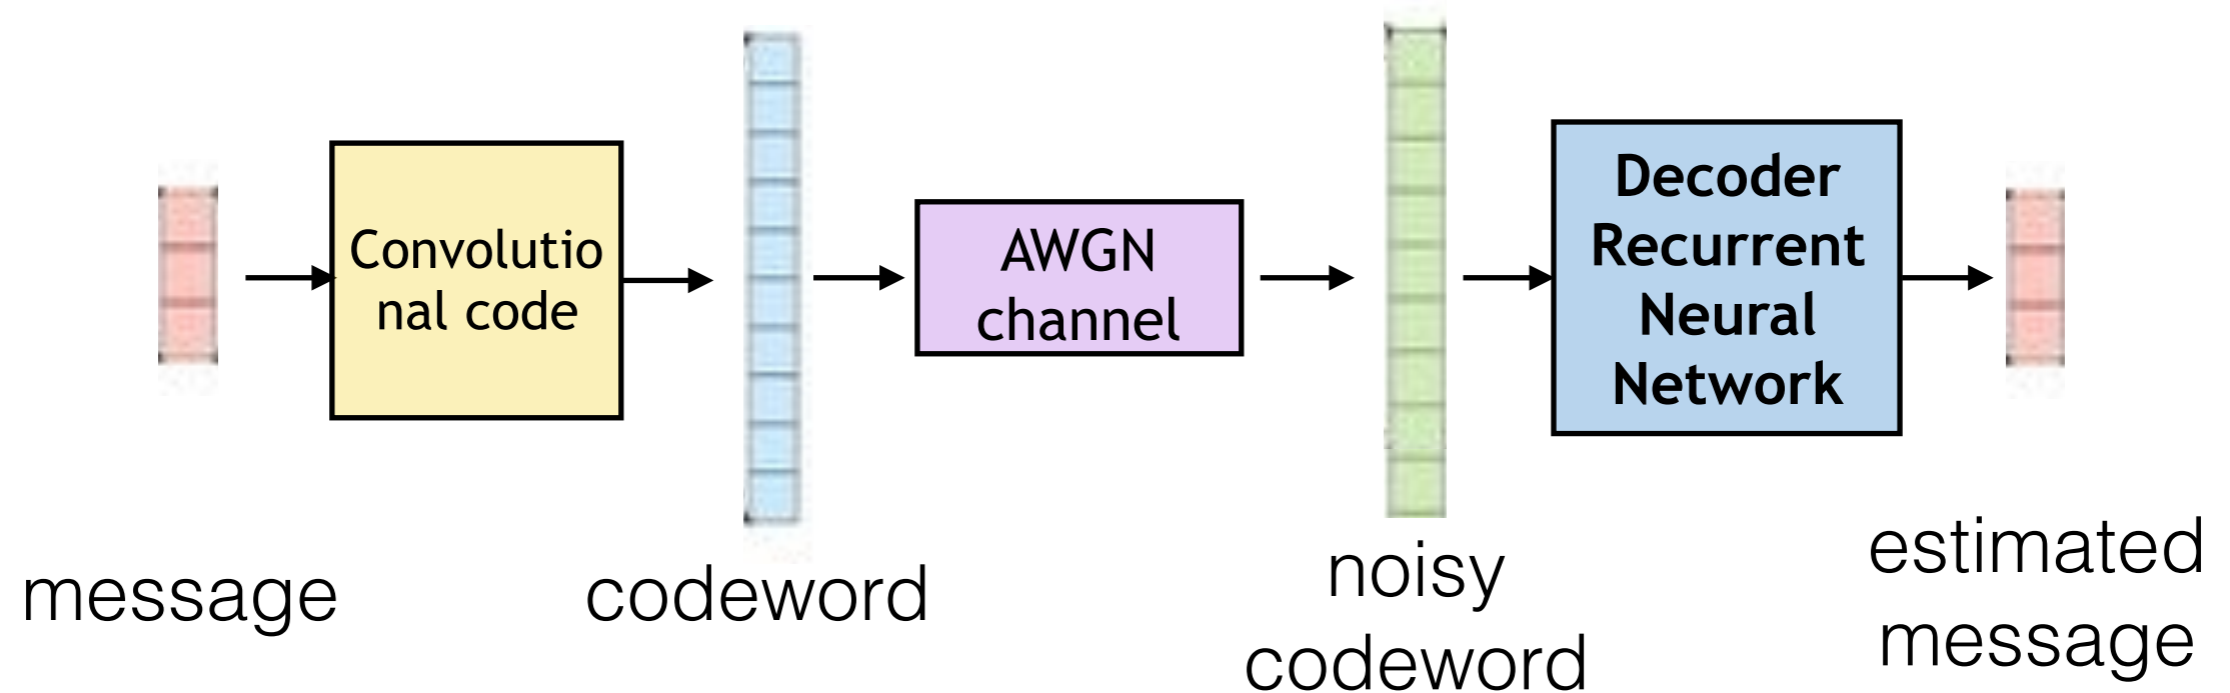 Convolutio
nal code
AWGN
channel
Decoder
Recurrent
Neural
Network
message
codeword
noisy
codeword
estimated
message